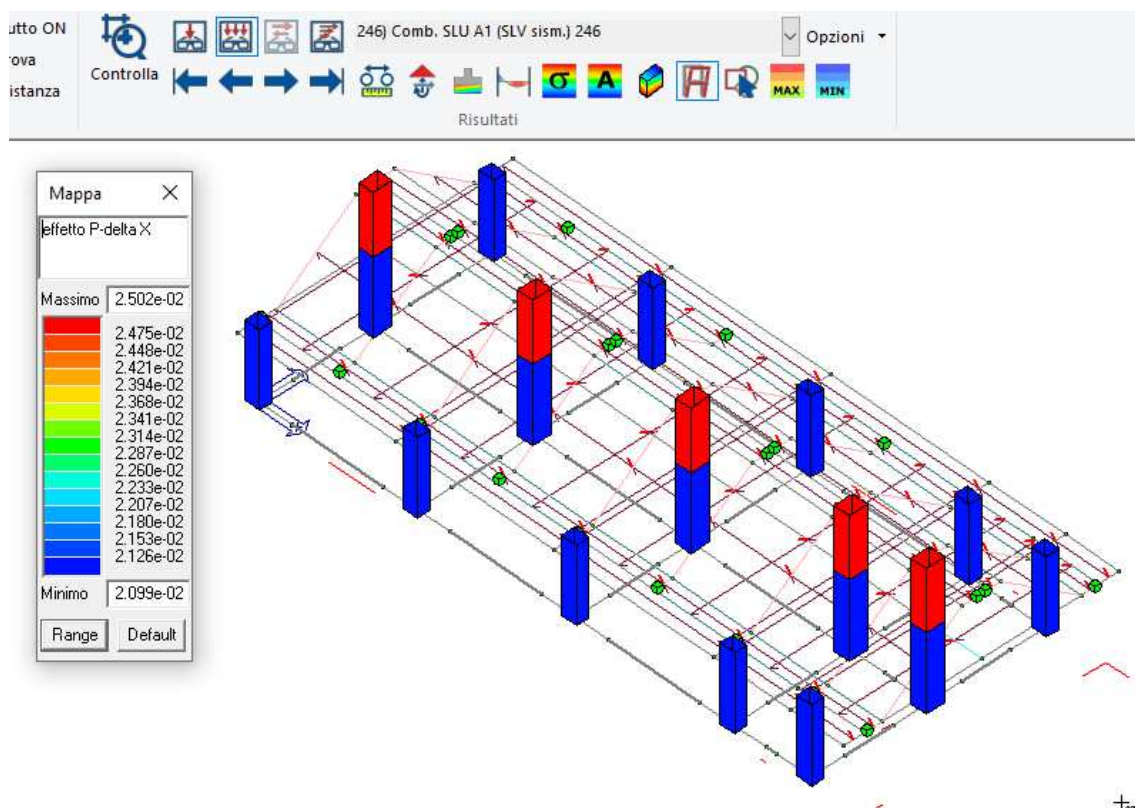 utto ON
rova
istanza
Controlla
246) Comb. SLU A1 (SLV sism.) 246
Opzioni
σ
A
MAX
MIN
Risultati
Mappa
effetto P-delta X
Massimo 2.502e-02
2.475e-02
2.448e-02
2.421e-02
2.394e-02
2.368e-02
2.341e-02
2.314e-02
2.287e-02
2.260e-02
2.233e-02
2.207e-02
2.180e-02
2.153e-02
2.126e-02
Minimo 2.099e-02
Range Default